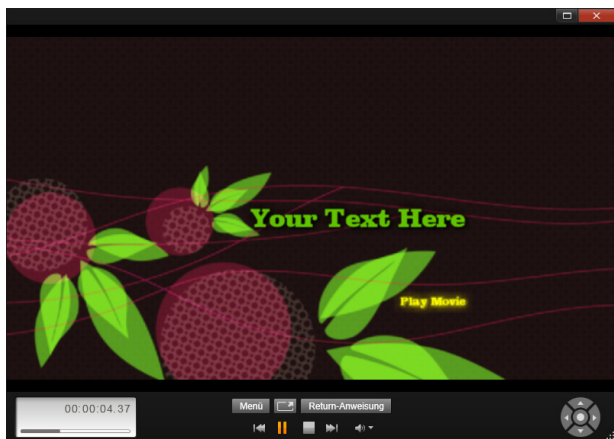 Your Text Here
Play Movie
00:00:04.37
Menü
Return-Anweisung